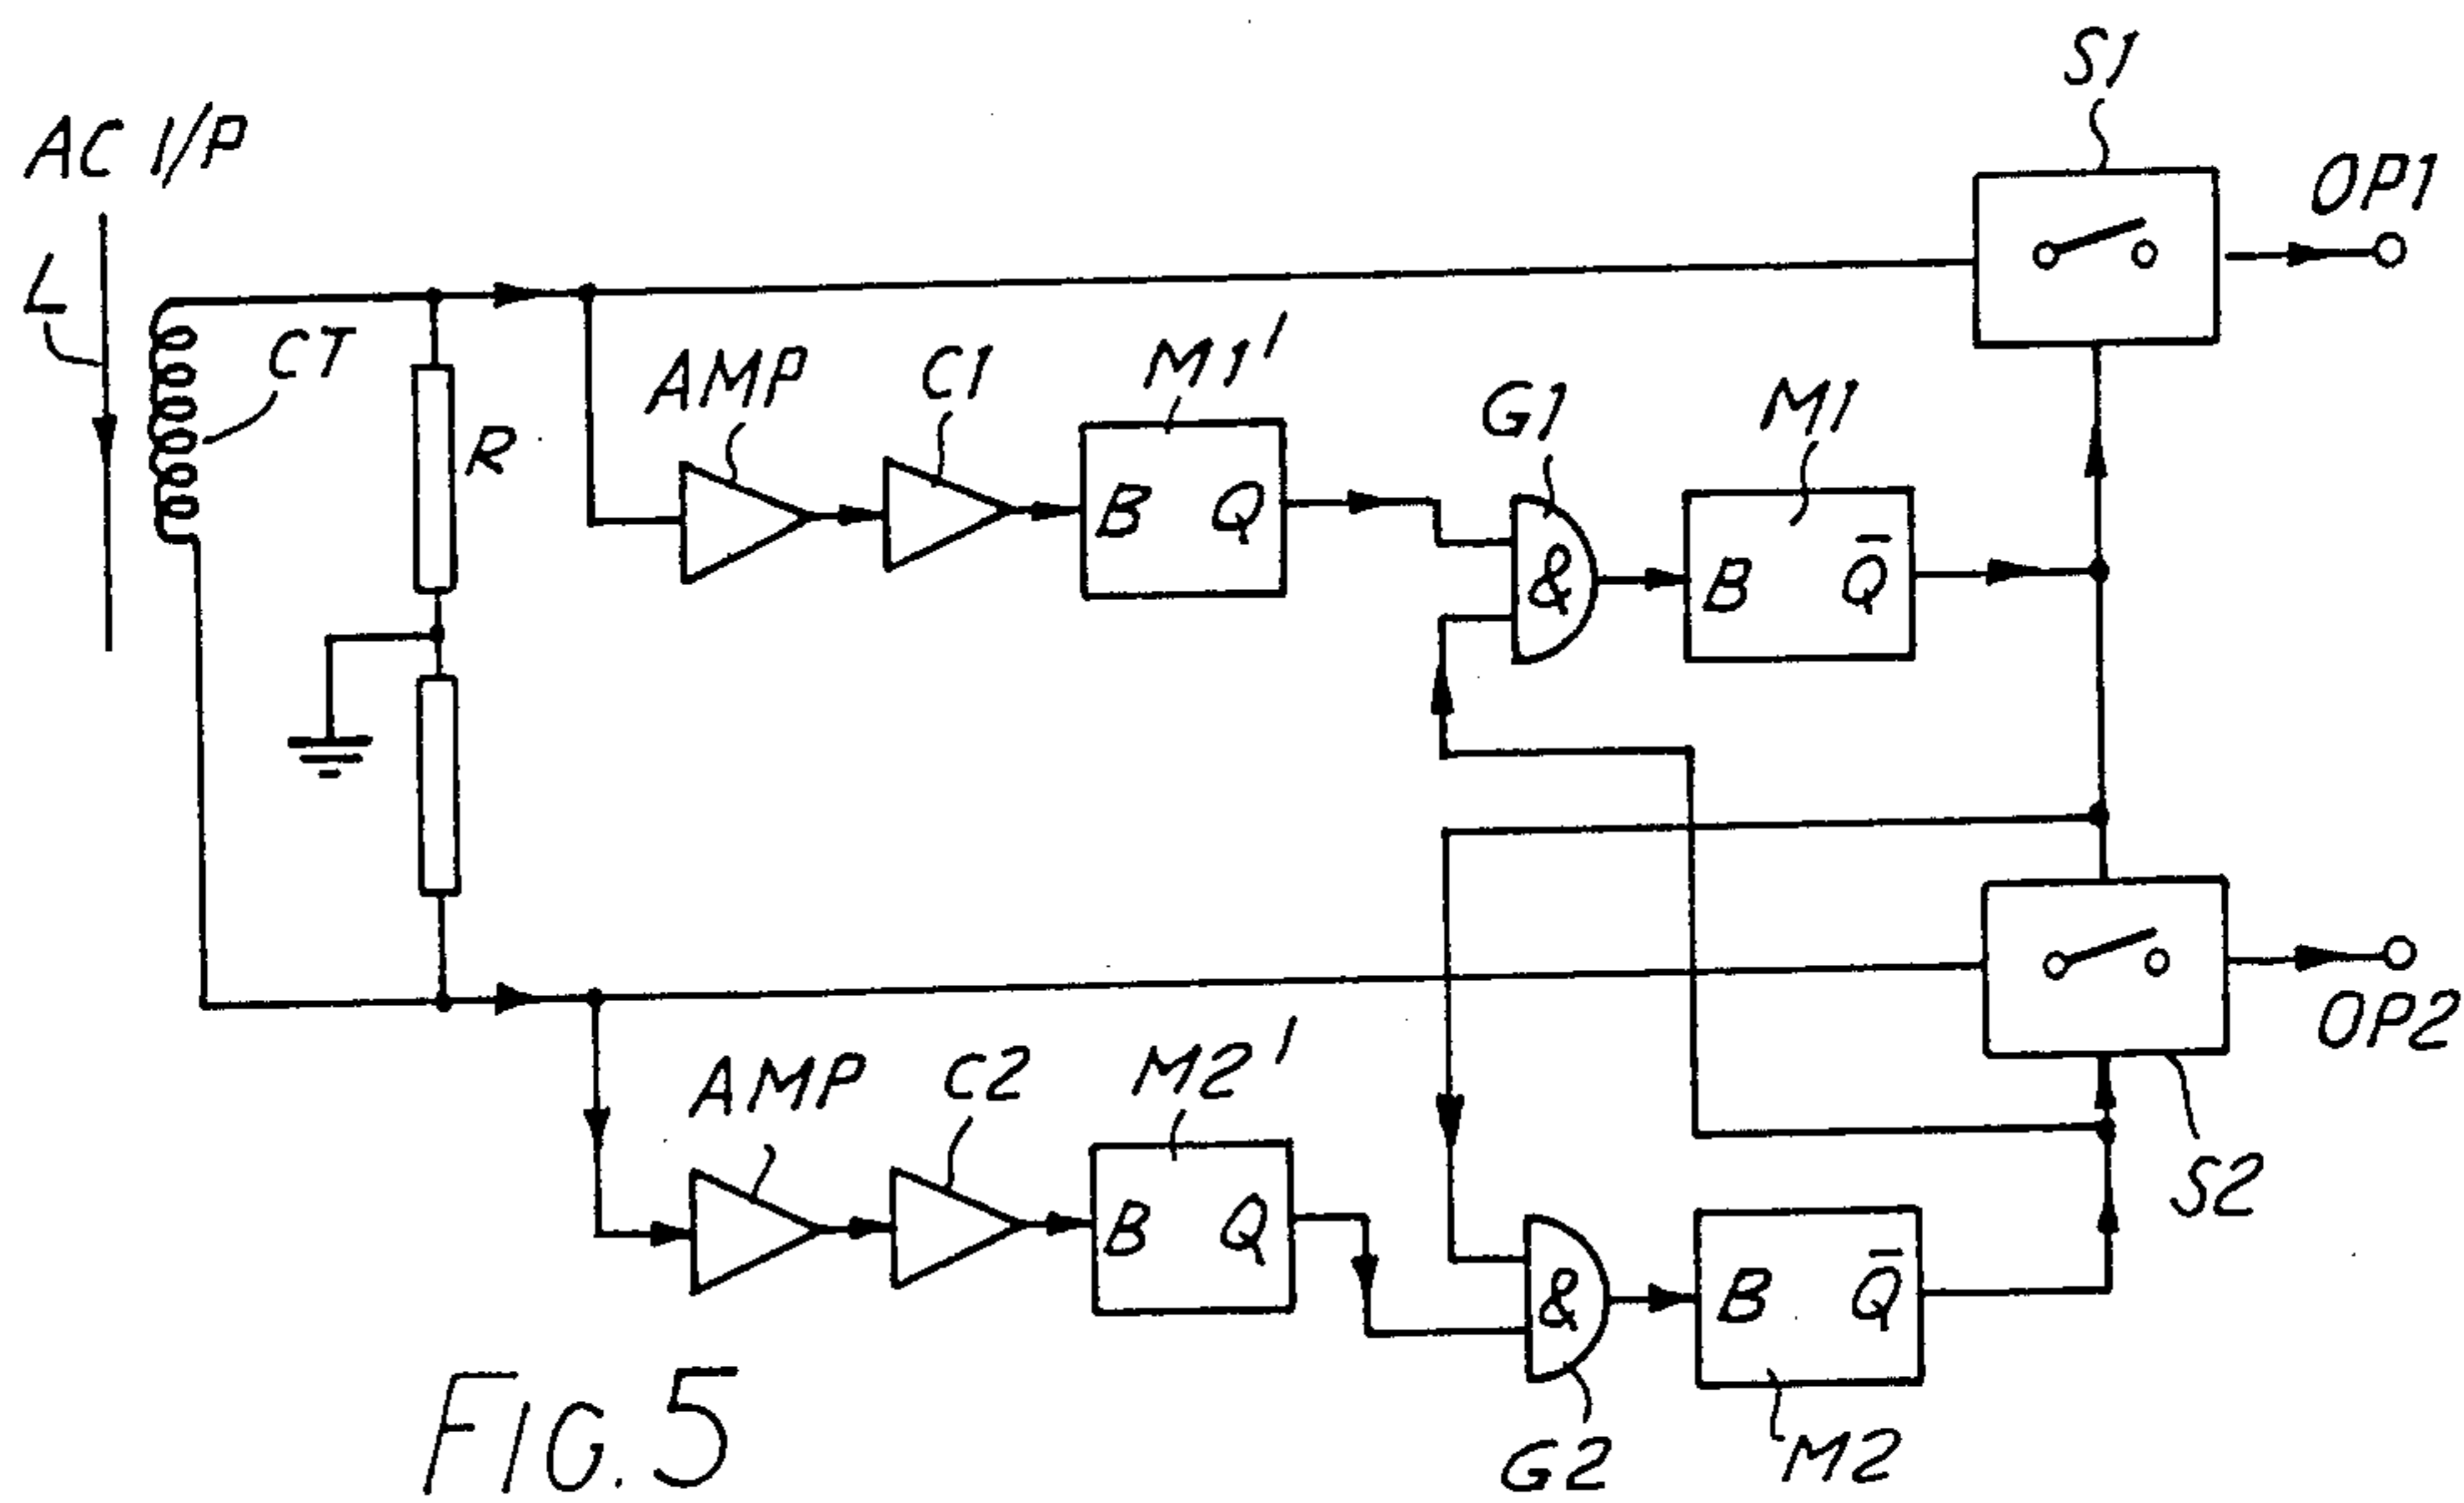 S1
AC I/P
OP1
L
CT
R
AMP
C1
M1'
G1
M1
B Q
&
B Q̅
OP2
AMP
C2
M2'
S2
B Q
&
B Q̅
G2
M2
FIG. 5